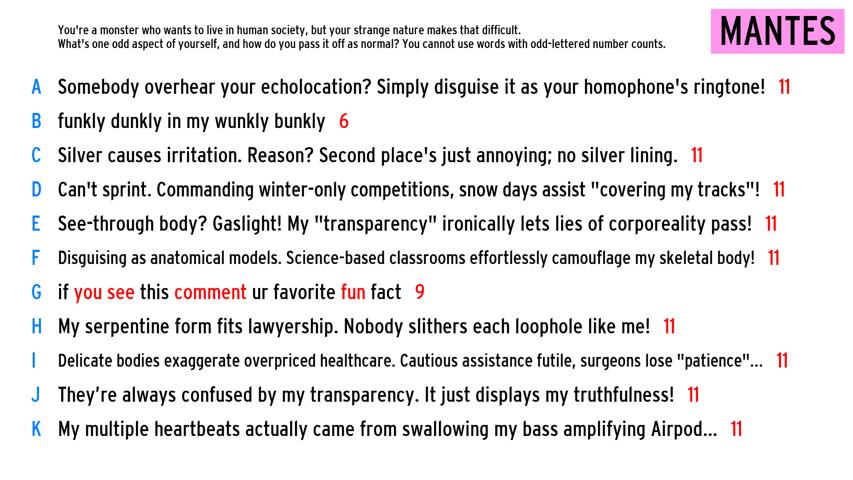 You're a monster who wants to live in human society, but your strange nature makes that difficult.
What's one odd aspect of yourself, and how do you pass it off as normal? You cannot use words with odd-lettered number counts.
MANTES
A Somebody overhear your echolocation? Simply disguise it as your homophone's ringtone! 11
B funkly dunkly in my wunkly bunkly 6
C Silver causes irritation. Reason? Second place's just annoying; no silver lining. 11
D Can't sprint. Commanding winter-only competitions, snow days assist "covering my tracks"! 11
E See-through body? Gaslight! My "transparency" ironically lets lies of corporeality pass! 11
F Disguising as anatomical models. Science-based classrooms effortlessly camouflage my skeletal body! 11
G if you see this comment ur favorite fun fact 9
H My serpentine form fits lawyership. Nobody slithers each loophole like me! 11
I Delicate bodies exaggerate overpriced healthcare. Cautious assistance futile, surgeons lose "patience"... 11
J They're always confused by my transparency. It just displays my truthfulness! 11
K My multiple heartbeats actually came from swallowing my bass amplifying Airpod... 11